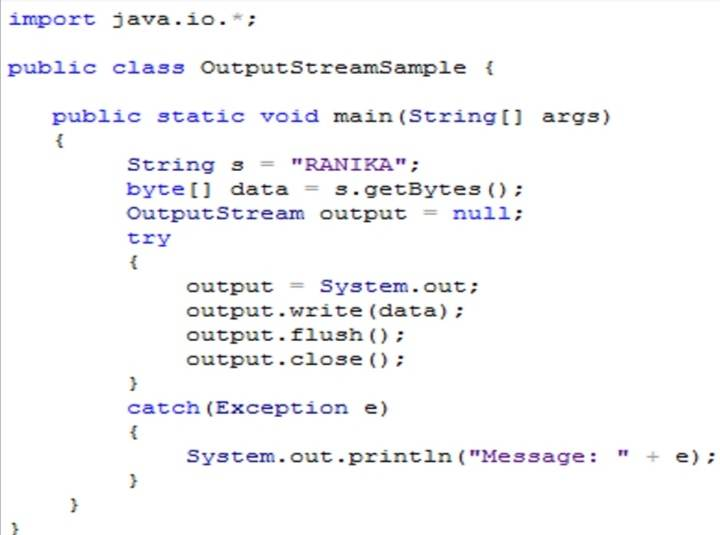 import java.io.*;
public class OutputStreamSample {
public static void main(String[] args)
{
String s = "RANIKA";
byte[] data = s.getBytes();
OutputStream output = null;
try
{
output = System.out;
output.write(data);
output.flush();
output.close();
}
catch(Exception e)
{
System.out.println("Message: " + e);
}
}
}